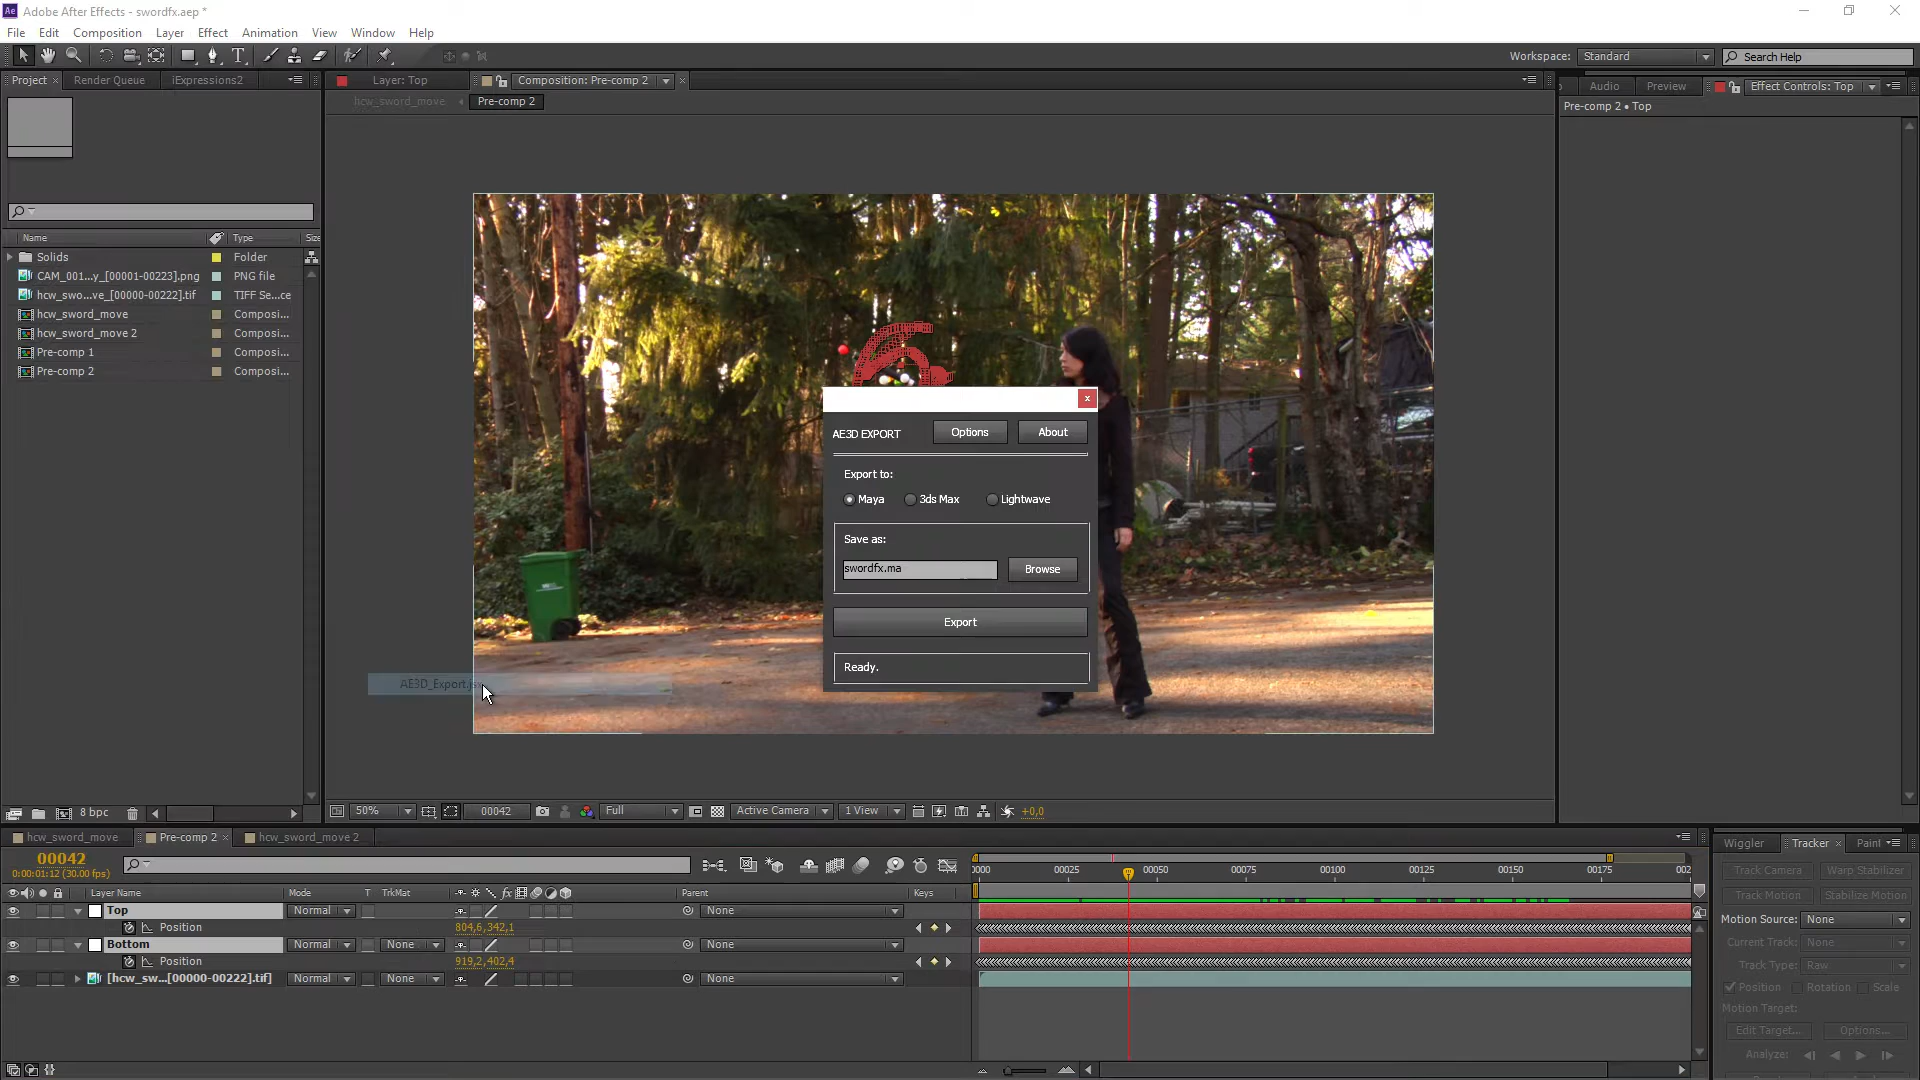 Adobe After Effects - swordfx.aep *
File Edit Composition Layer Effect Animation View Window Help
Workspace: Standard Search Help
Project Render Queue iExpressions2
Layer: Top Composition: Pre-comp 2
Audio Preview Effect Controls: Top
hcw_sword_move Pre-comp 2
Pre-comp 2 • Top
Name Type Size
Solids Folder
CAM_001...y_[00001-00223].png PNG file
hcw_swo...ve_[00000-00222].tif TIFF Se...ce
hcw_sword_move Composi...
hcw_sword_move 2 Composi...
Pre-comp 1 Composi...
Pre-comp 2 Composi...
AE3D EXPORT Options About
Export to:
Maya 3ds Max Lightwave
Save as:
swordfx.ma Browse
Export
Ready.
8 bpc
50% 00042 Full Active Camera 1 View +0,0
hcw_sword_move Pre-comp 2 hcw_sword_move 2
00042
0:00:01:12 (30.00 fps)
0000 00025 00050 00075 00100 00125 00150 00175 002
Layer Name Mode T TrkMat fx Parent Keys
Top Normal None
Position 804,6,342,1
Bottom Normal None None
Position 919,2,402,4
[hcw_sw...[00000-00222].tif] Normal None None
Wiggler Tracker Paint
Track Camera Warp Stabilizer
Track Motion Stabilize Motion
Motion Source: None
Current Track: None
Track Type: Raw
Position Rotation Scale
Motion Target:
Edit Target... Options...
Analyze: